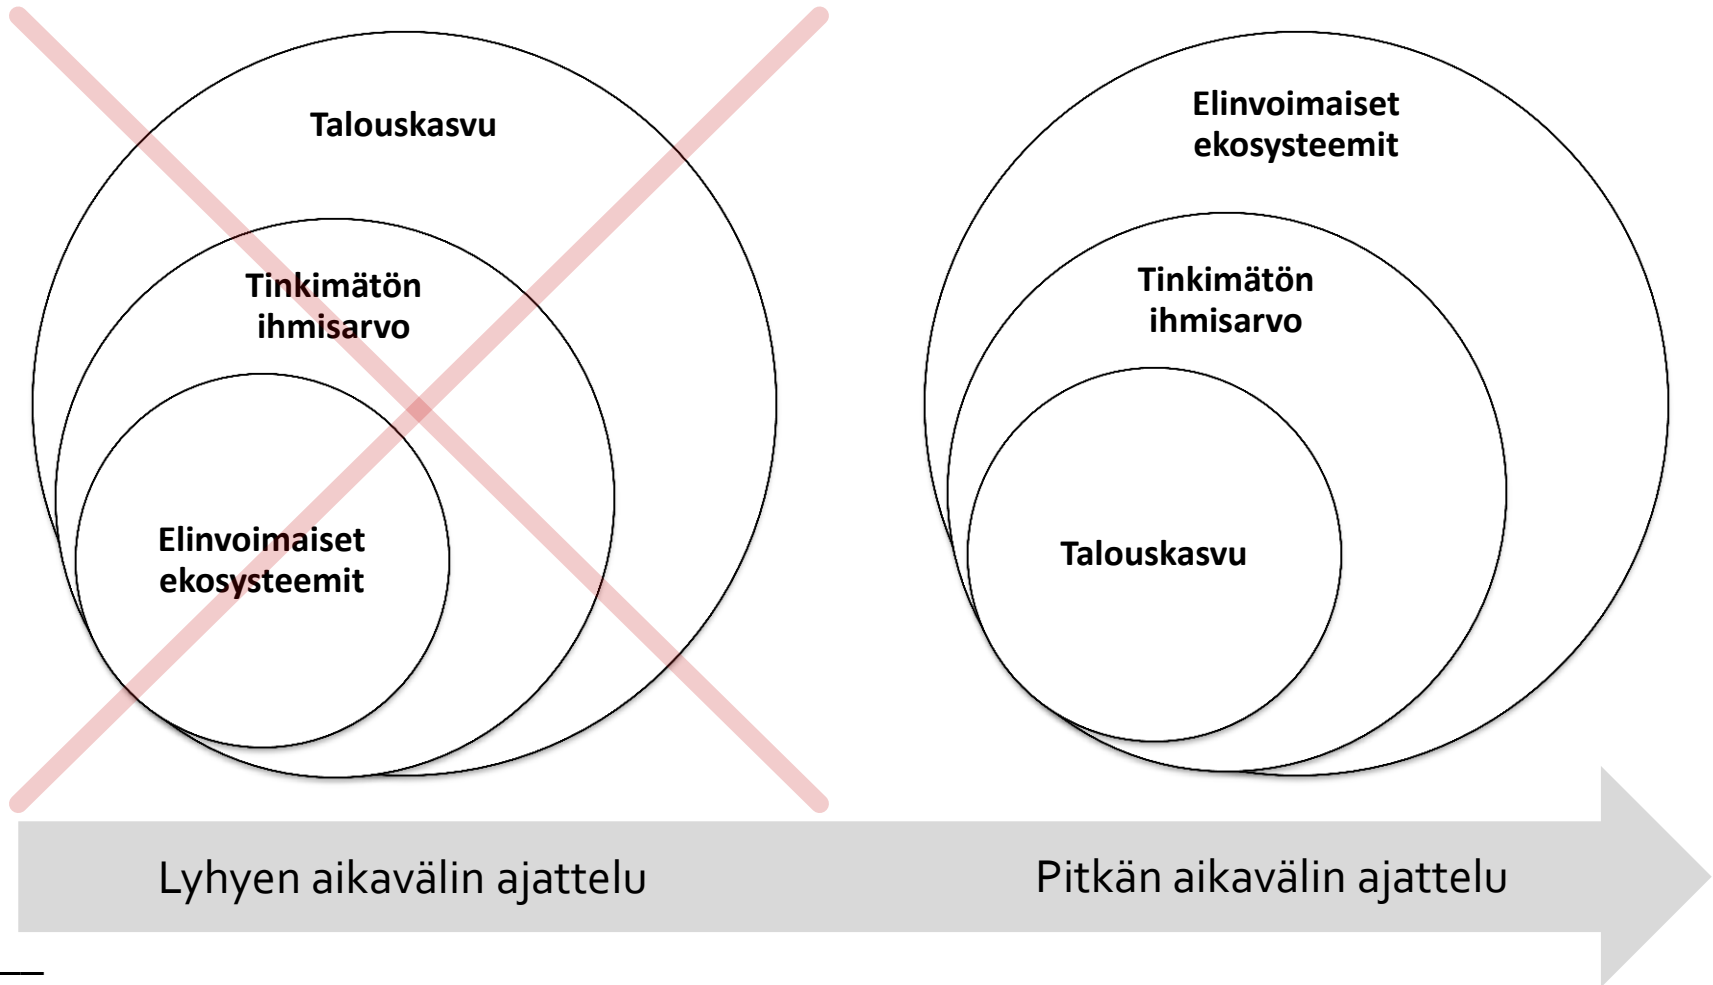 Talouskasvu
Tinkimätön
ihmisarvo
Elinvoimaiset
ekosysteemit
Elinvoimaiset
ekosysteemit
Tinkimätön
ihmisarvo
Talouskasvu
Lyhyen aikavälin ajattelu
Pitkän aikavälin ajattelu